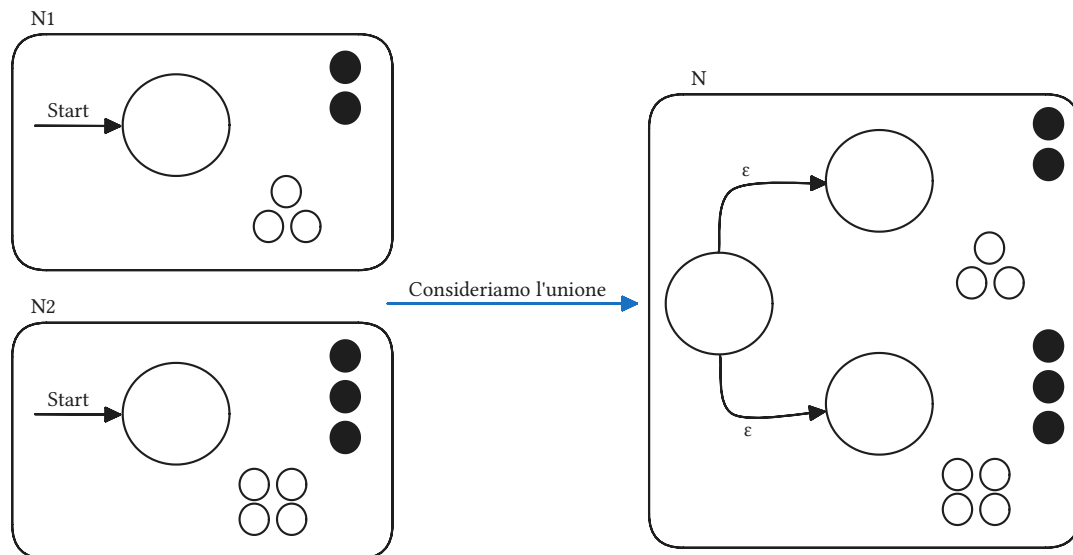 N1
Start
N2
Start
Consideriamo l'unione
N
ε
ε